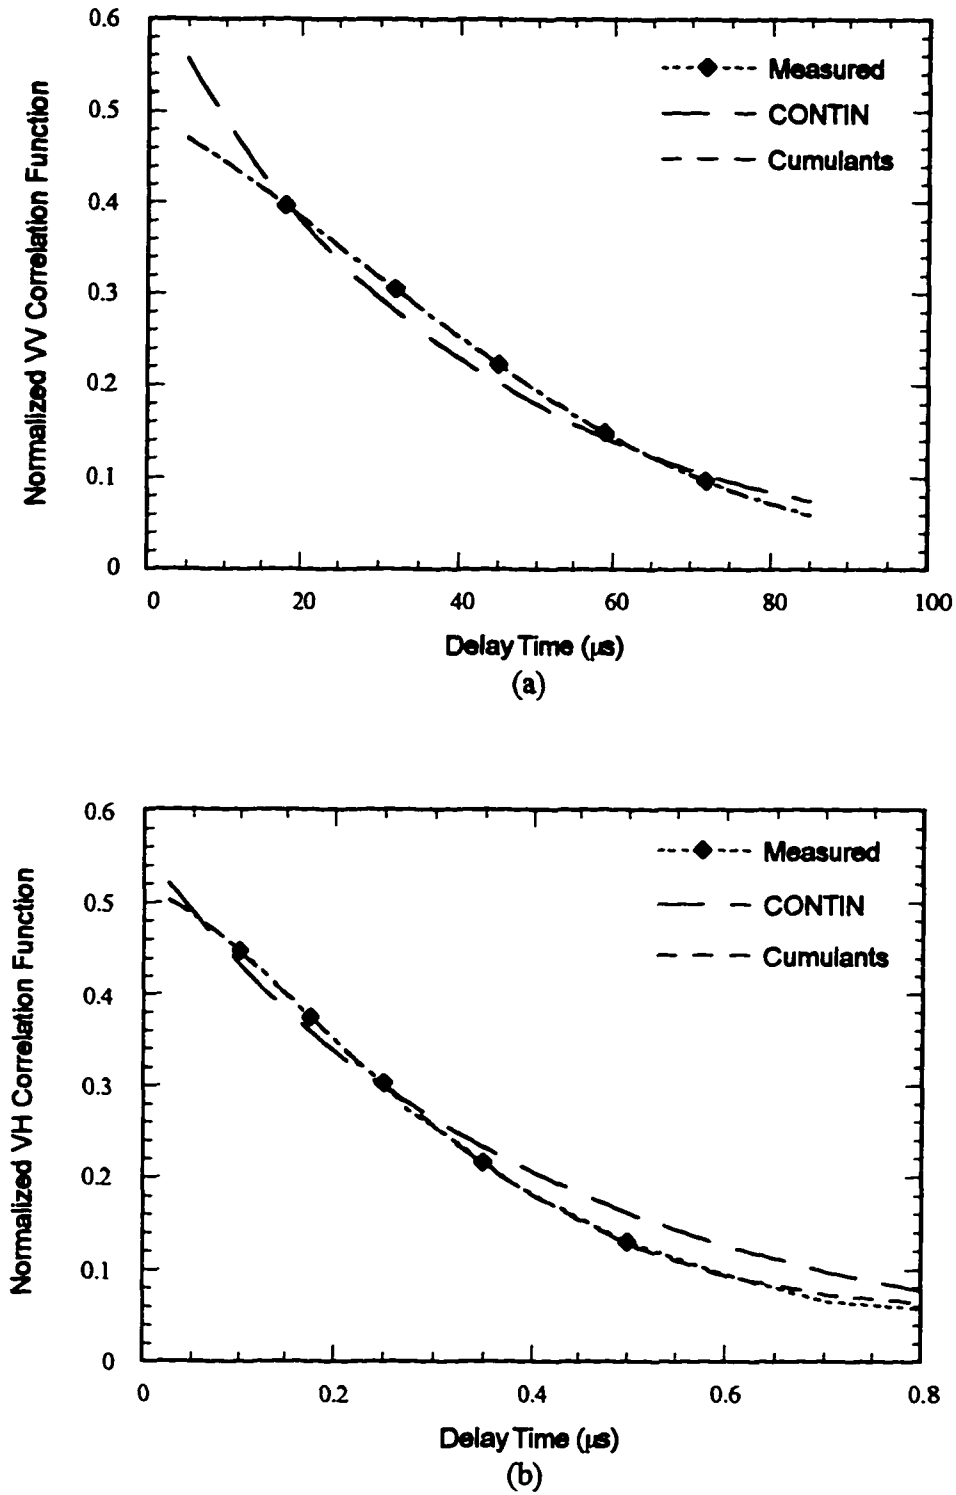 0.6
0.5
0.4
0.3
0.2
0.1
0
Normalized VV Correlation Function
Measured
CONTIN
Cumulants
0 20 40 60 80 100
Delay Time (μs)
(a)
0.6
0.5
0.4
0.3
0.2
0.1
0
Normalized VH Correlation Function
Measured
CONTIN
Cumulants
0 0.2 0.4 0.6 0.8
Delay Time (μs)
(b)